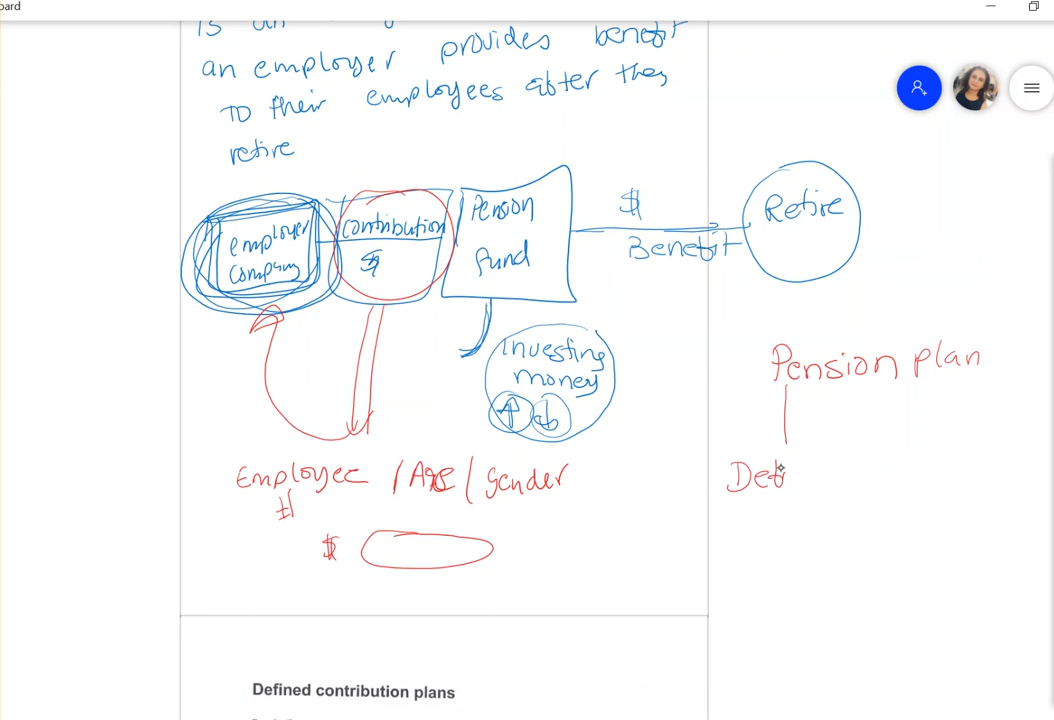 oard
is an
an employer provides benefit
To their employees after they
retire
employer
company
contribution
$
Pension
fund
$
Benefit
Retire
Investing
money
Pension plan
Employee / Age / Gender
#
Def
$
Defined contribution plans